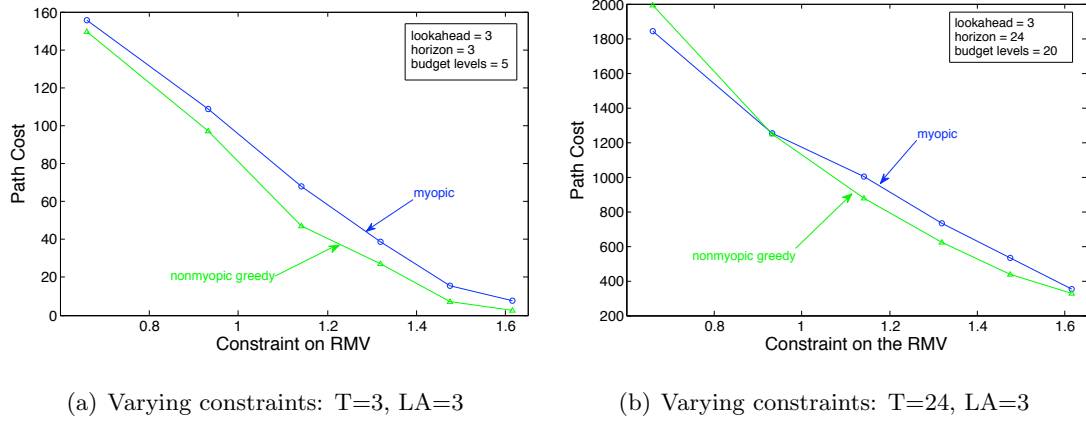 160
140
120
100
80
60
40
20
0
Path Cost
lookahead = 3
horizon = 3
budget levels = 5
myopic
nonmyopic greedy
0.8 1 1.2 1.4 1.6
Constraint on RMV
(a) Varying constraints: T=3, LA=3
2000
1800
1600
1400
1200
1000
800
600
400
200
Path Cost
lookahead = 3
horizon = 24
budget levels = 20
myopic
nonmyopic greedy
0.8 1 1.2 1.4 1.6
Constraint on the RMV
(b) Varying constraints: T=24, LA=3